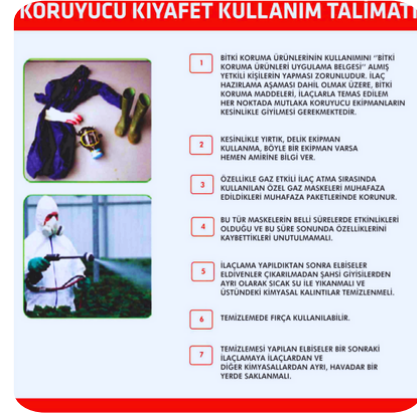 KORUYUCU KIYAFET KULLANIM TALİMATI
1
BİTKİ KORUMA ÜRÜNLERİNİN KULLANIMINI "BİTKİ
KORUMA ÜRÜNLERİ UYGULAMA BELGESİ" ALMIŞ
YETKİLİ KİŞİLERİN YAPMASI ZORUNLUDUR. İLAÇ
HAZIRLAMA AŞAMASI DAHİL OLMAK ÜZERE, BİTKİ
KORUMA MADDELERİ, İLAÇLARLA TEMAS EDİLEM
HER NOKTADA MUTLAKA KORUYUCU EKİPMANLARIN
KESİNLİKLE GİYİLMESİ GEREKMEKTEDİR.
2
KESİNLİKLE YIRTIK, DELİK EKİPMAN
KULLANMA, BÖYLE BİR EKİPMAN VARSA
HEMEN AMİRİNE BİLGİ VER.
3
ÖZELLİKLE GAZ ETKİLİ İLAÇ ATMA SIRASINDA
KULLANILAN ÖZEL GAZ MASKELERİ MUHAFAZA
EDİLDİKLERİ MUHAFAZA PAKETLERİNDE KORUNUR.
4
BU TÜR MASKELERİN BELLİ SÜRELERDE ETKİNLİKLERİ
OLDUĞU VE BU SÜRE SONUNDA ÖZELLİKLERİNİ
KAYBETTİKLERİ UNUTULMAMALI.
5
İLAÇLAMA YAPILDIKTAN SONRA ELBİSELER
ELDİVENLER ÇIKARILMADAN ŞAHSİ GİYİSİLERDEN
AYRI OLARAK SICAK SU İLE YIKANMALI VE
ÜSTÜNDEKİ KİMYASAL KALINTILAR TEMİZLENMELİ.
6
TEMİZLEMEDE FIRÇA KULLANILABİLİR.
7
TEMİZLEMESİ YAPILAN ELBİSELER BİR SONRAKİ
İLAÇLAMAYA İLAÇLARDAN VE
DİĞER KİMYASALLARDAN AYRI, HAVADAR BİR
YERDE SAKLANMALI.